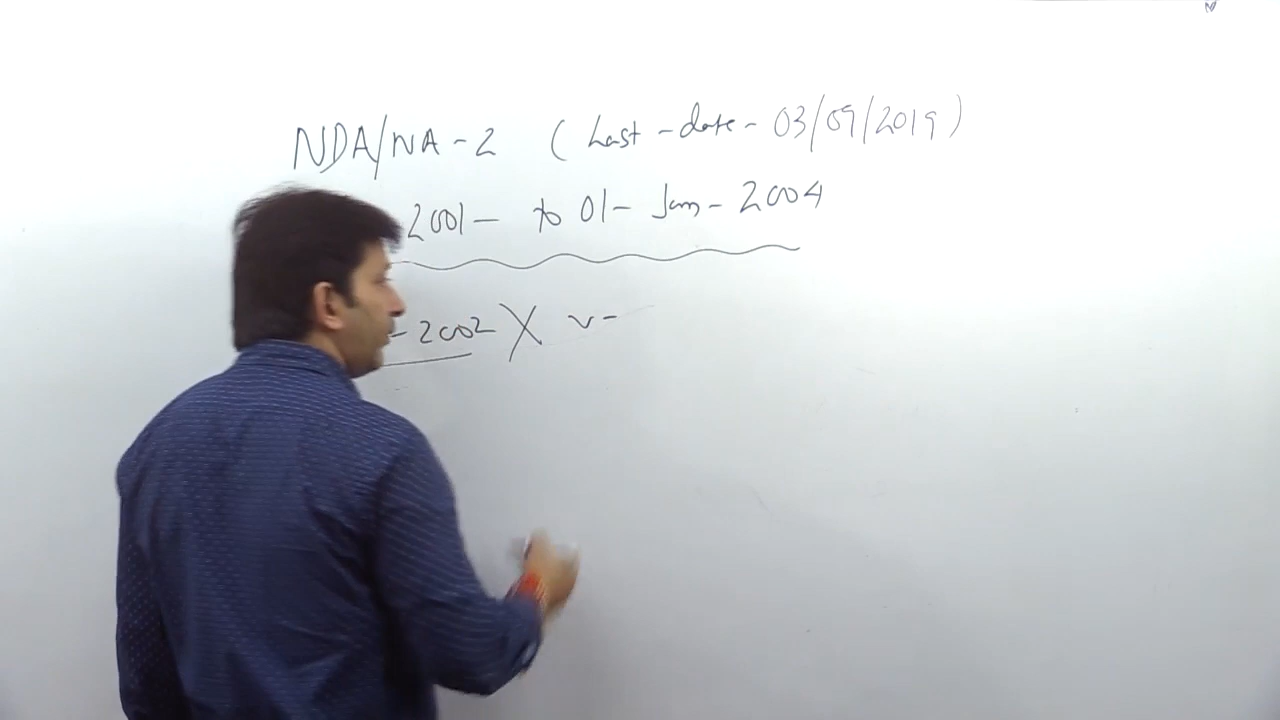 NDA/NA-2 (Last-date-03/09/2019)
2001- to 01-Jan-2004
-2002 X v-